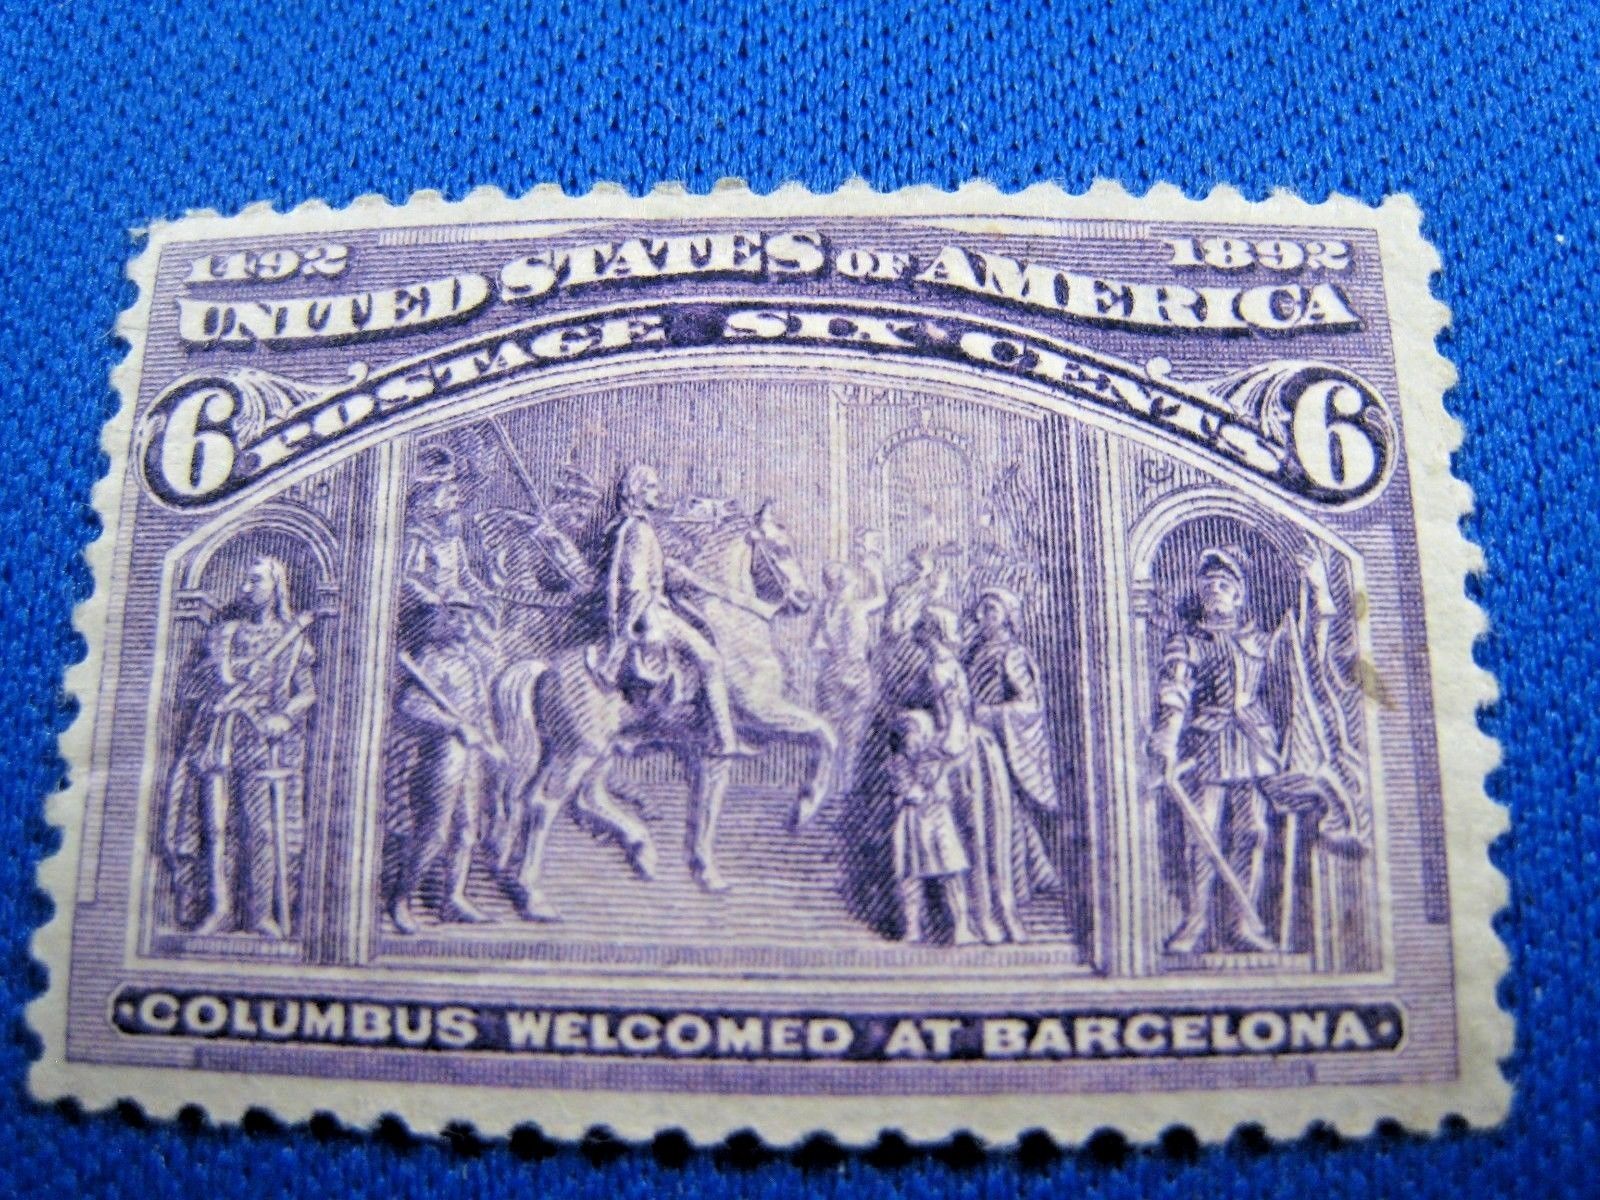 1492 1892
UNITED STATES OF AMERICA
POSTAGE SIX CENTS
6 6
·COLUMBUS WELCOMED AT BARCELONA·